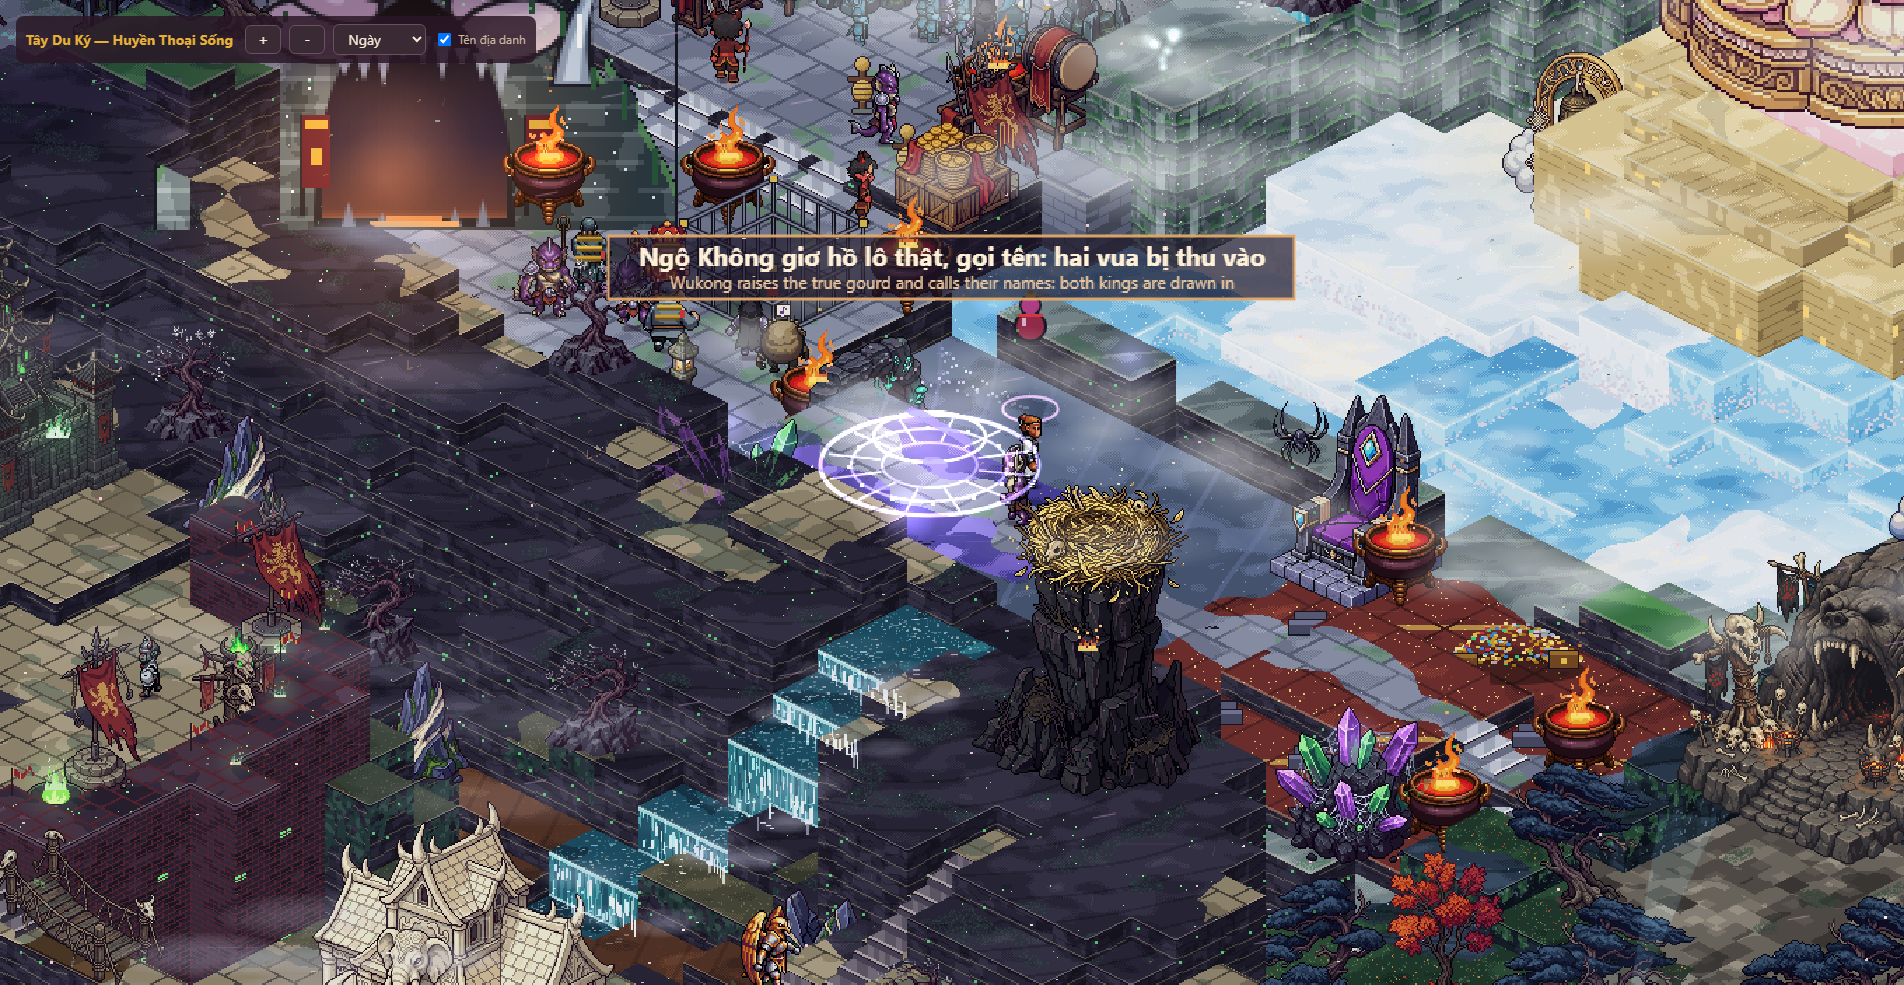 Tây Du Ký — Huyền Thoại Sống
+
-
Ngày
Tên địa danh
Ngộ Không giơ hồ lô thật, gọi tên: hai vua bị thu vào
Wukong raises the true gourd and calls their names: both kings are drawn in